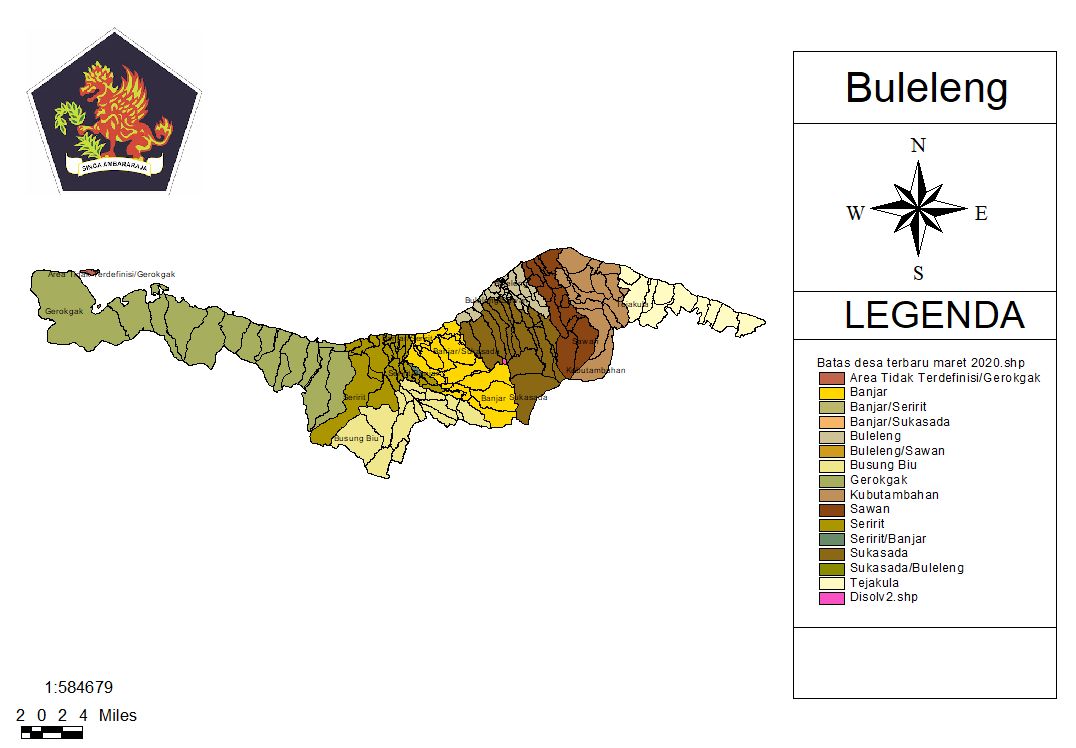 SINGA AMBARARAJA
Buleleng
N
W E
S
LEGENDA
Batas desa terbaru maret 2020.shp
Area Tidak Terdefinisi/Gerokgak
Banjar
Banjar/Seririt
Banjar/Sukasada
Buleleng
Buleleng/Sawan
Busung Biu
Gerokgak
Kubutambahan
Sawan
Seririt
Seririt/Banjar
Sukasada
Sukasada/Buleleng
Tejakula
Disolv2.shp
Area Tidak Terdefinisi/Gerokgak
Gerokgak
Tejakula
Sawan
Kubutambahan
Banjar/Sukasada
Seririt
Banjar
Sukasada
Busung Biu
1:584679
2 0 2 4 Miles